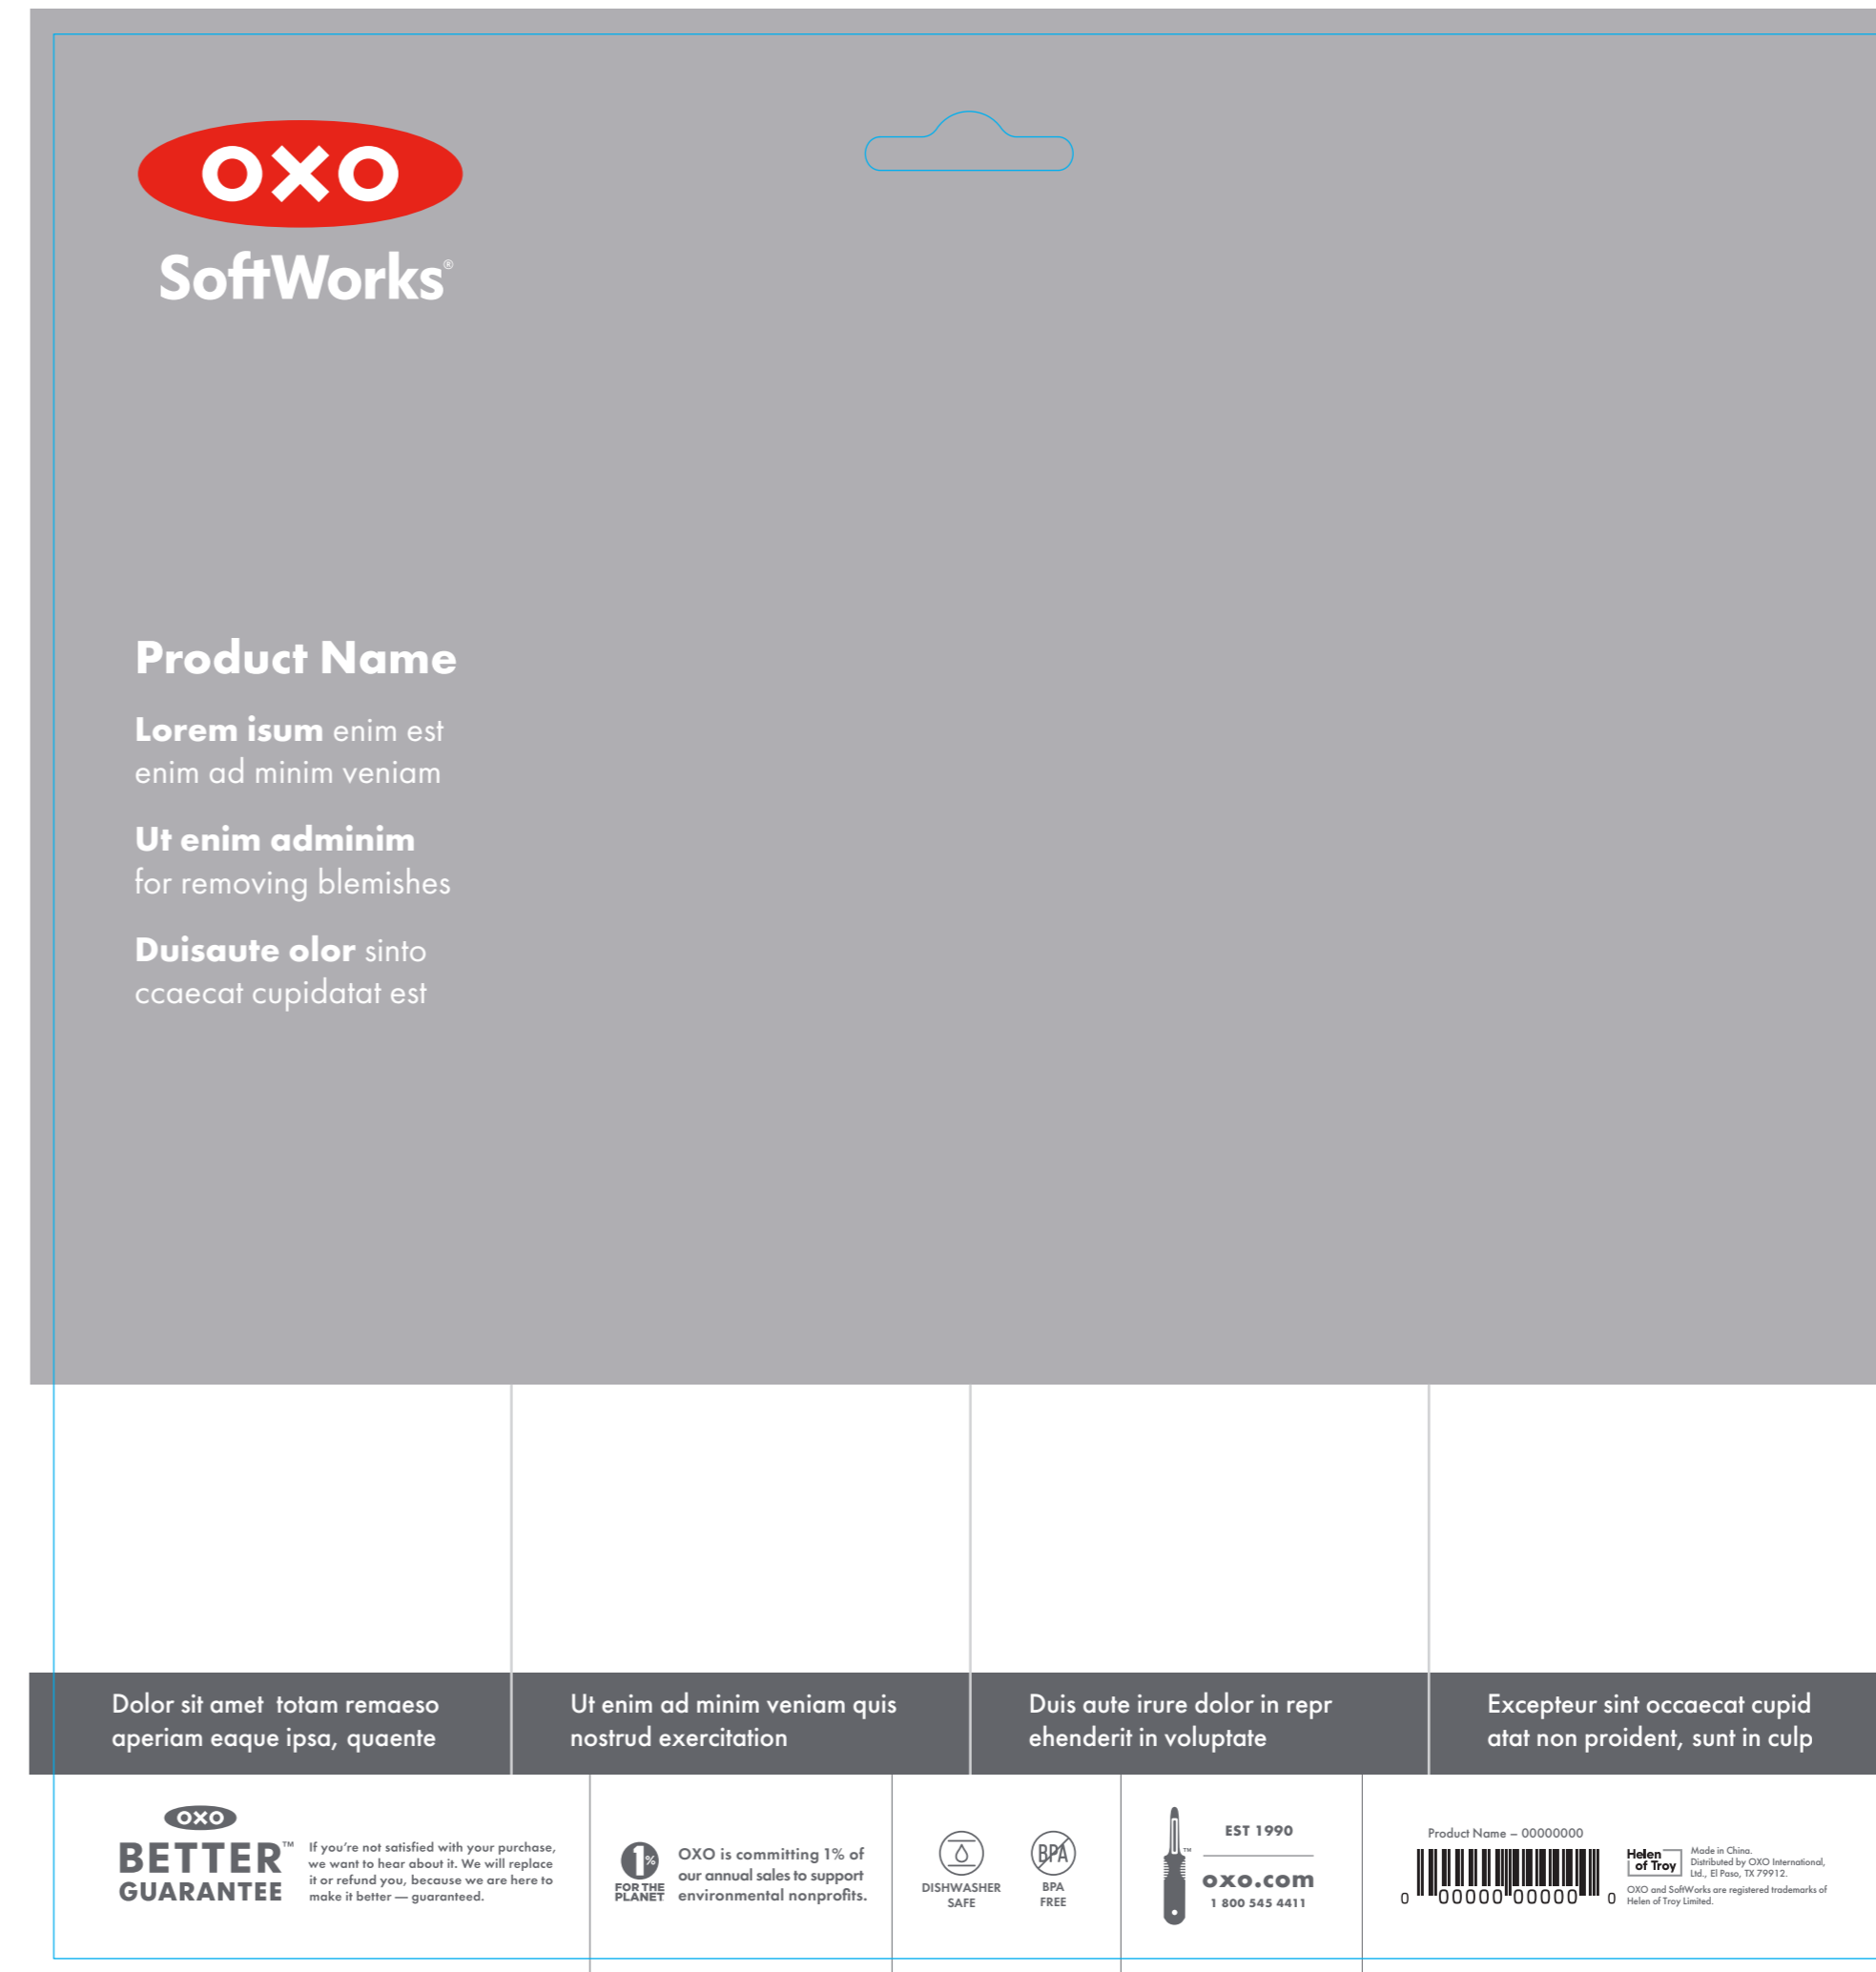 OXO
SoftWorks®
Product Name
Lorem isum enim est
enim ad minim veniam
Ut enim adminim
for removing blemishes
Duisaute olor sinto
ccaecat cupidatat est
Dolor sit amet totam remaeso
aperiam eaque ipsa, quaente
Ut enim ad minim veniam quis
nostrud exercitation
Duis aute irure dolor in repr
ehenderit in voluptate
Excepteur sint occaecat cupid
atat non proident, sunt in culp
OXO
BETTER™
GUARANTEE
If you’re not satisfied with your purchase,
we want to hear about it. We will replace
it or refund you, because we are here to
make it better — guaranteed.
1%
FOR THE
PLANET
OXO is committing 1% of
our annual sales to support
environmental nonprofits.
DISHWASHER
SAFE
BPA
BPA
FREE
™
EST 1990
oxo.com
1 800 545 4411
Product Name – 00000000
0 00000 00000 0
Helen
of Troy
Made in China.
Distributed by OXO International,
Ltd., El Paso, TX 79912.
OXO and SoftWorks are registered trademarks of
Helen of Troy Limited.